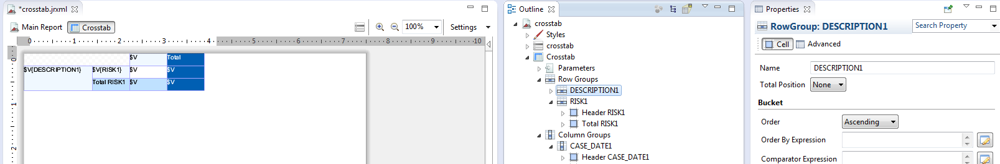 *crosstab.jrxml
Main Report Crosstab 100% Settings
0 1 2 3 4 5 6 7 8 9 10
0
1
2
$V Total
$V{DESCRIPTION1} $V{RISK1} $V $V
Total RISK1 $V $V
Outline
crosstab
Styles
crosstab
Crosstab
Parameters
Row Groups
DESCRIPTION1
RISK1
Header RISK1
Total RISK1
Column Groups
CASE_DATE1
Header CASE_DATE1
Properties
RowGroup: DESCRIPTION1 Search Property
Cell Advanced
Name DESCRIPTION1
Total Position None
Bucket
Order Ascending
Order By Expression
Comparator Expression